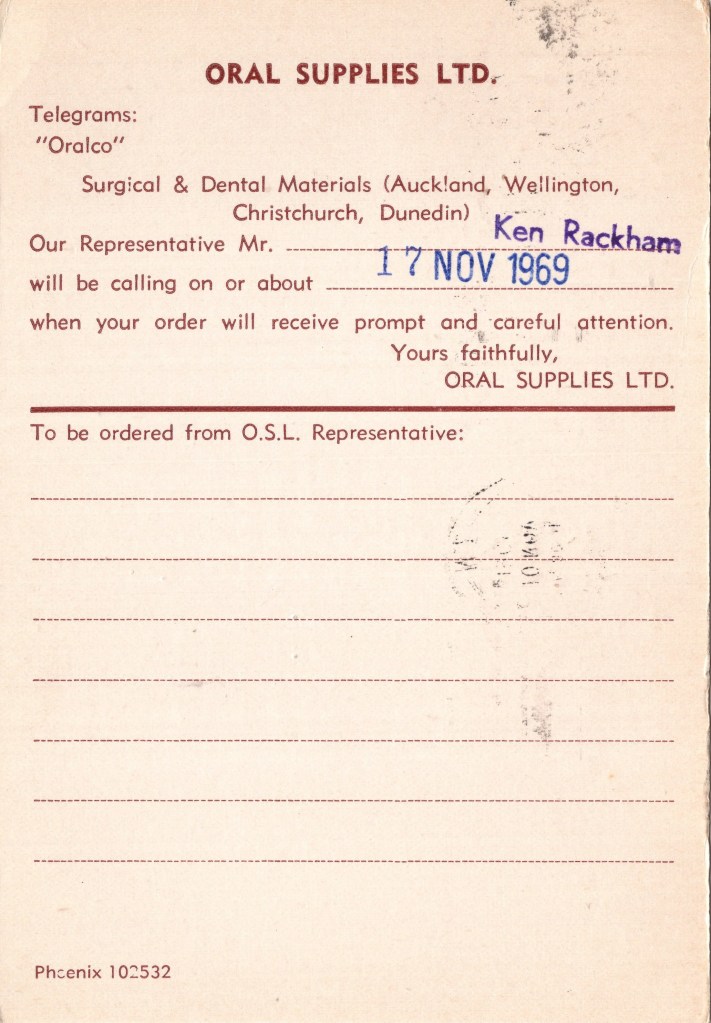 ORAL SUPPLIES LTD.
Telegrams:
"Oralco"
Surgical & Dental Materials (Auckland, Wellington,
Christchurch, Dunedin)
Our Representative Mr. Ken Rackham
will be calling on or about 17 NOV 1969
when your order will receive prompt and careful attention.
Yours faithfully,
ORAL SUPPLIES LTD.
To be ordered from O.S.L. Representative:
Phoenix 102532